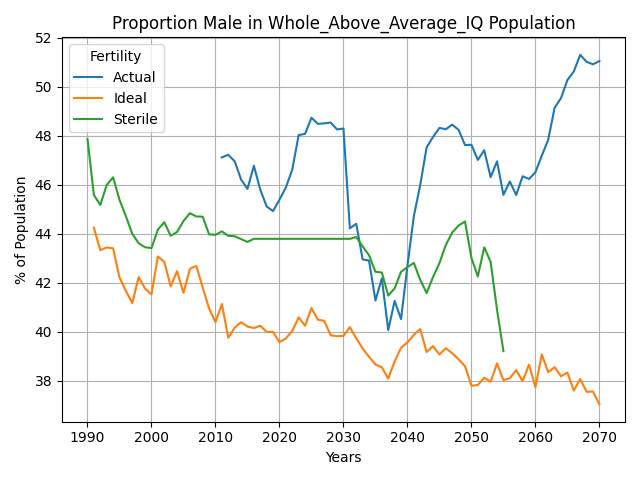 Proportion Male in Whole_Above_Average_IQ Population
Fertility
Actual
Ideal
Sterile
% of Population
52
50
48
46
44
42
40
38
1990 2000 2010 2020 2030 2040 2050 2060 2070
Years